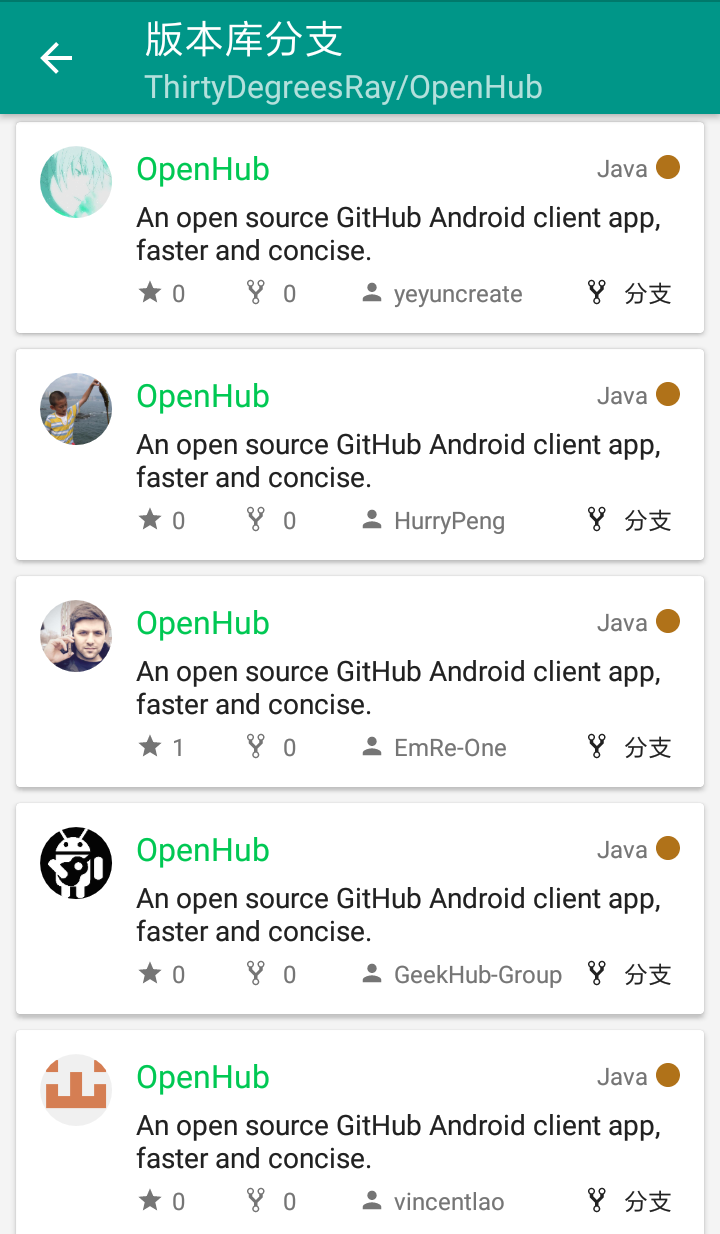 版本库分支
ThirtyDegreesRay/OpenHub
OpenHub Java
An open source GitHub Android client app,
faster and concise.
0 0 yeyuncreate 分支
OpenHub Java
An open source GitHub Android client app,
faster and concise.
0 0 HurryPeng 分支
OpenHub Java
An open source GitHub Android client app,
faster and concise.
1 0 EmRe-One 分支
OpenHub Java
An open source GitHub Android client app,
faster and concise.
0 0 GeekHub-Group 分支
OpenHub Java
An open source GitHub Android client app,
faster and concise.
0 0 vincentlao 分支